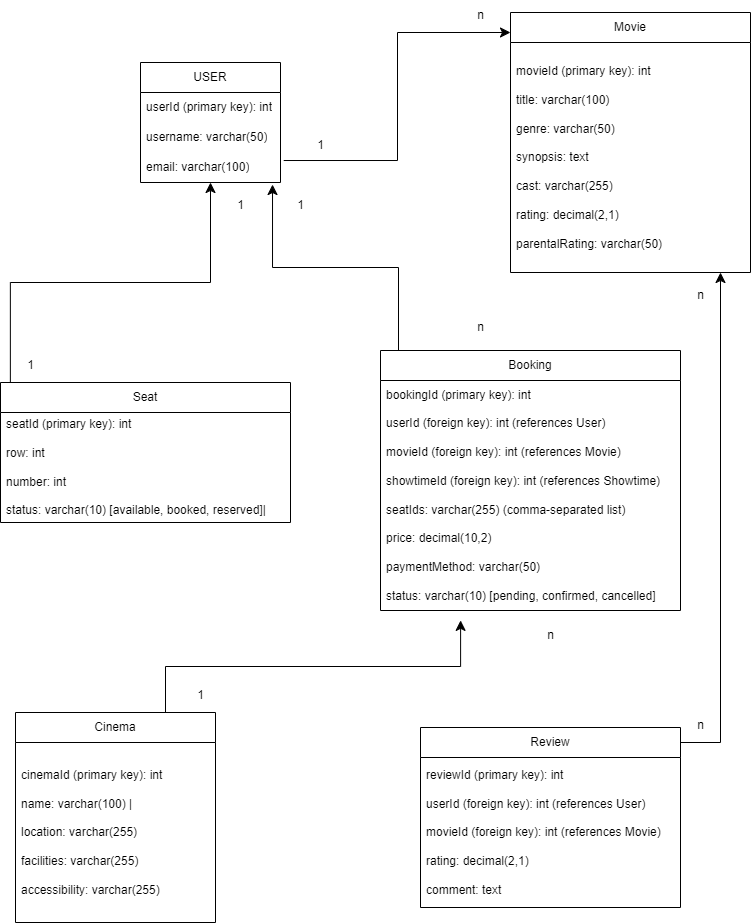 n
Movie
movieId (primary key): int
title: varchar(100)
genre: varchar(50)
synopsis: text
cast: varchar(255)
rating: decimal(2,1)
parentalRating: varchar(50)
USER
userId (primary key): int
username: varchar(50)
email: varchar(100)
1
1
1
n
n
1
Seat
seatId (primary key): int
row: int
number: int
status: varchar(10) [available, booked, reserved]|
Booking
bookingId (primary key): int
userId (foreign key): int (references User)
movieId (foreign key): int (references Movie)
showtimeId (foreign key): int (references Showtime)
seatIds: varchar(255) (comma-separated list)
price: decimal(10,2)
paymentMethod: varchar(50)
status: varchar(10) [pending, confirmed, cancelled]
n
1
n
Cinema
cinemaId (primary key): int
name: varchar(100) |
location: varchar(255)
facilities: varchar(255)
accessibility: varchar(255)
Review
reviewId (primary key): int
userId (foreign key): int (references User)
movieId (foreign key): int (references Movie)
rating: decimal(2,1)
comment: text